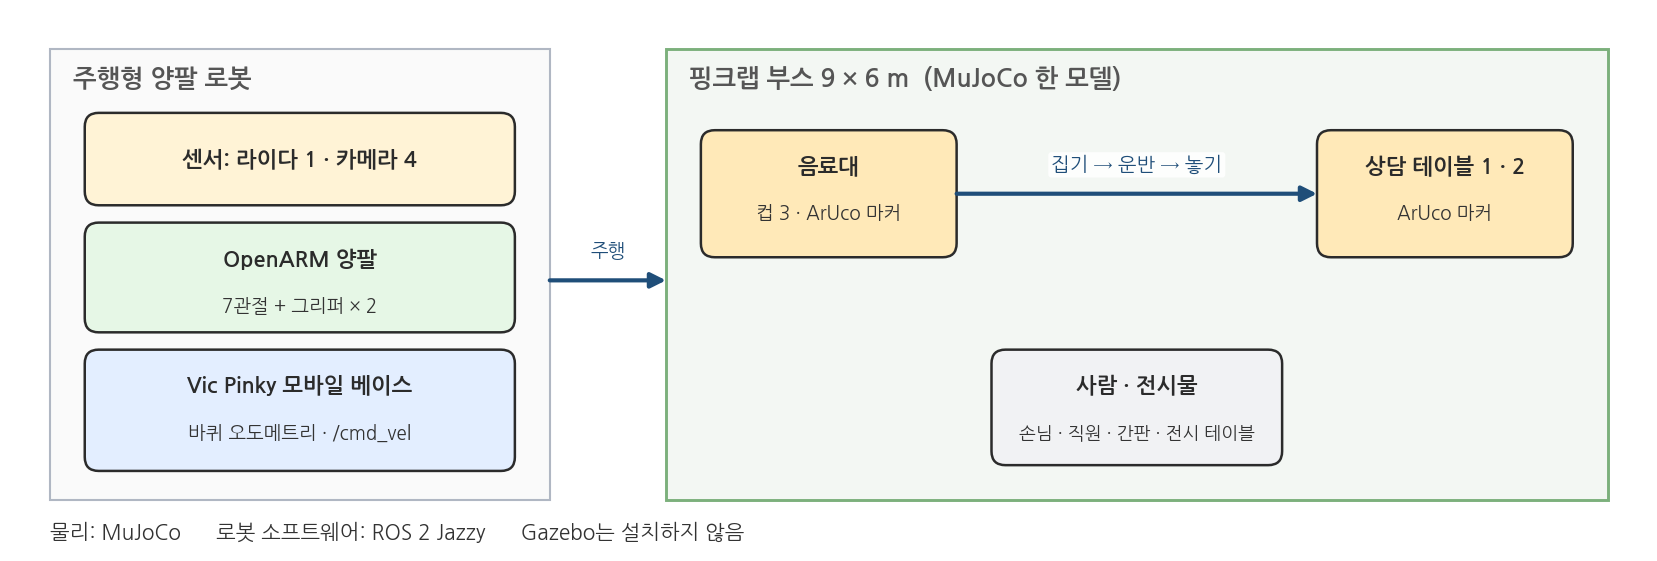 주행형 양팔 로봇
센서: 라이다 1 · 카메라 4
OpenARM 양팔
7관절 + 그리퍼 × 2
Vic Pinky 모바일 베이스
바퀴 오도메트리 · /cmd_vel
주행
핑크랩 부스 9 × 6 m  (MuJoCo 한 모델)
음료대
컵 3 · ArUco 마커
집기 → 운반 → 놓기
상담 테이블 1 · 2
ArUco 마커
사람 · 전시물
손님 · 직원 · 간판 · 전시 테이블
물리: MuJoCo      로봇 소프트웨어: ROS 2 Jazzy      Gazebo는 설치하지 않음